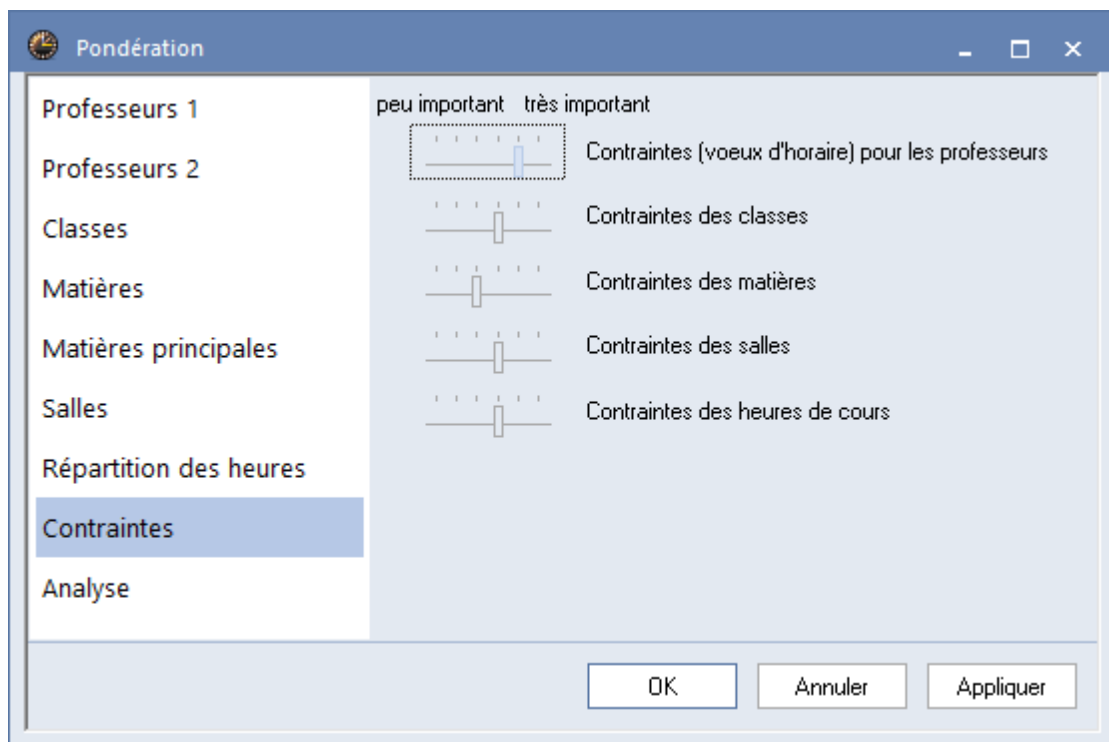 Pondération
Professeurs 1
Professeurs 2
Classes
Matières
Matières principales
Salles
Répartition des heures
Contraintes
Analyse
peu important très important
Contraintes (voeux d'horaire) pour les professeurs
Contraintes des classes
Contraintes des matières
Contraintes des salles
Contraintes des heures de cours
OK Annuler Appliquer